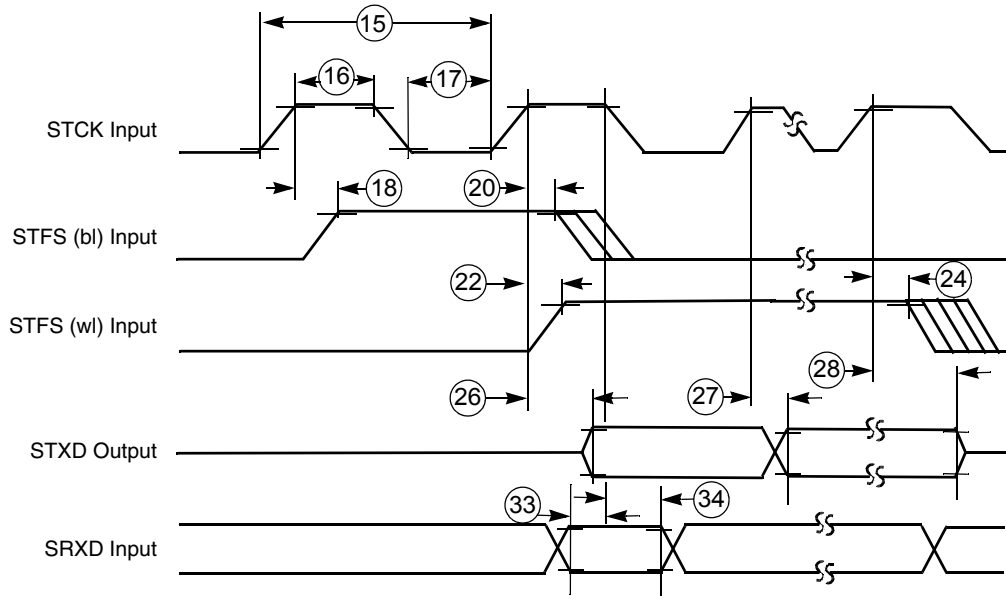 15
16
17
STCK Input
18
20
STFS (bl) Input
22
24
STFS (wl) Input
26
27
28
STXD Output
33
34
SRXD Input